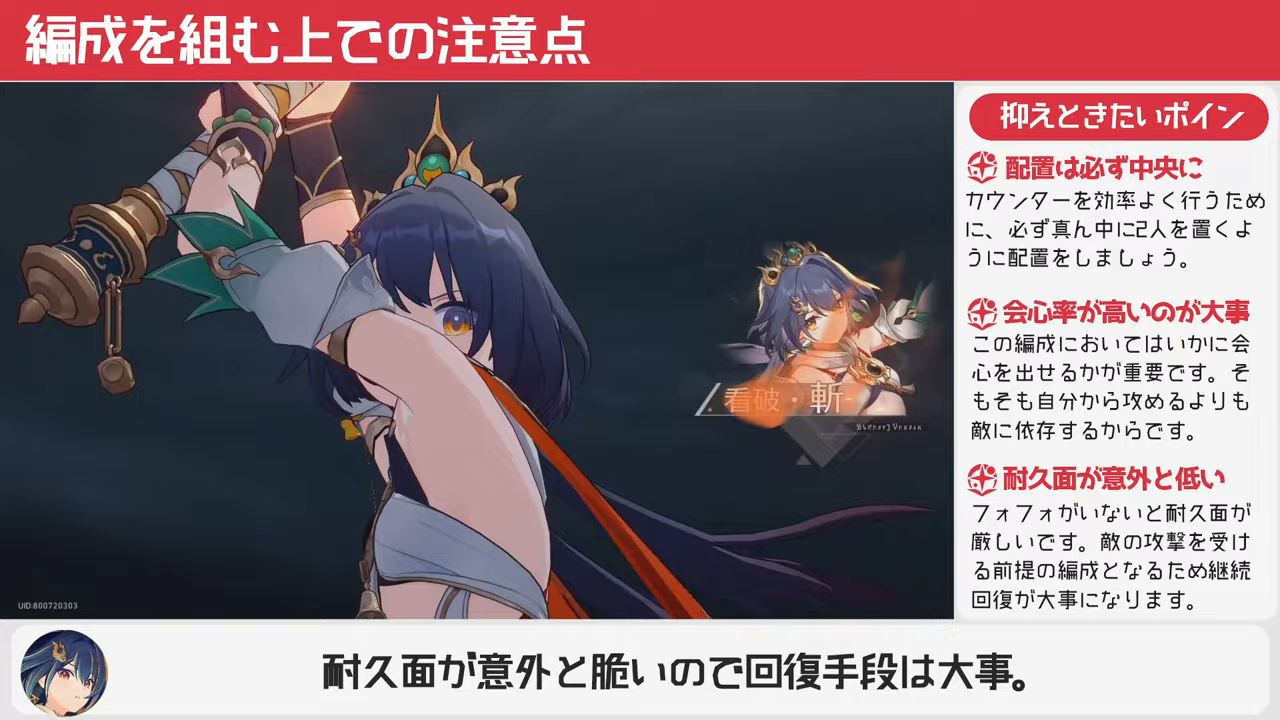 編成を組む上での注意点
抑えときたいポイン
配置は必ず中央に
カウンターを効率よく行うため
に、必ず真ん中に2人を置くよ
うに配置をしましょう。
会心率が高いのが大事
この編成においてはいかに会
心を出せるかが重要です。そ
もそも自分から攻めるよりも
敵に依存するからです。
耐久面が意外と低い
フォフォがいないと耐久面が
厳しいです。敵の攻撃を受け
る前提の編成となるため継続
回復が大事になります。
看破・斬
UID:800720303
耐久面が意外と脆いので回復手段は大事。